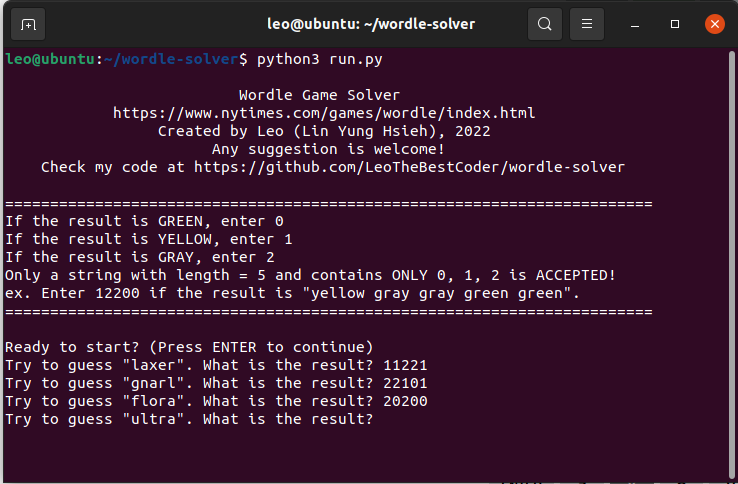 leo@ubuntu: ~/wordle-solver
leo@ubuntu:~/wordle-solver$ python3 run.py
Wordle Game Solver
https://www.nytimes.com/games/wordle/index.html
Created by Leo (Lin Yung Hsieh), 2022
Any suggestion is welcome!
Check my code at https://github.com/LeoTheBestCoder/wordle-solver
========================================================================
If the result is GREEN, enter 0
If the result is YELLOW, enter 1
If the result is GRAY, enter 2
Only a string with length = 5 and contains ONLY 0, 1, 2 is ACCEPTED!
ex. Enter 12200 if the result is "yellow gray gray green green".
========================================================================
Ready to start? (Press ENTER to continue)
Try to guess "laxer". What is the result? 11221
Try to guess "gnarl". What is the result? 22101
Try to guess "flora". What is the result? 20200
Try to guess "ultra". What is the result?